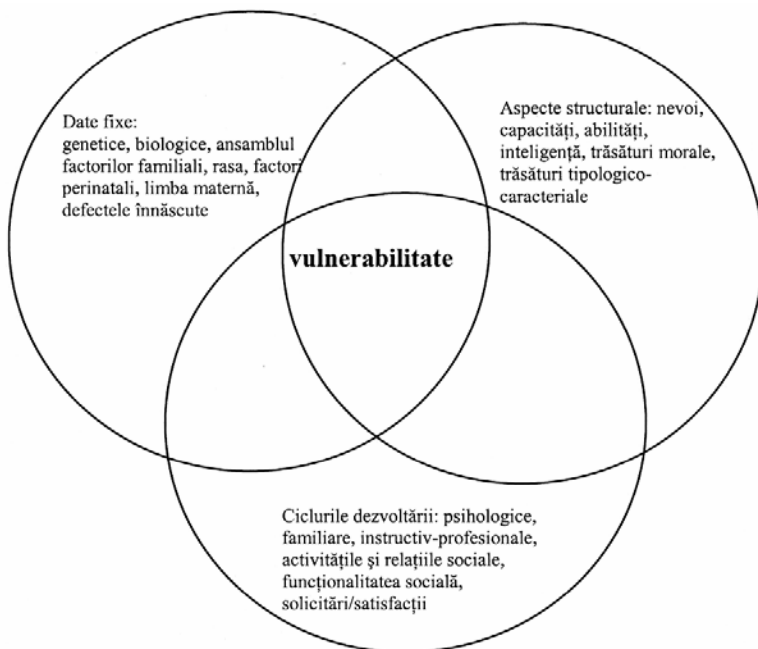 Date fixe:
genetice, biologice, ansamblul
factorilor familiali, rasa, factori
perinatali, limba maternă,
defectele înnăscute
Aspecte structurale: nevoi,
capacități, abilități,
inteligență, trăsături morale,
trăsături tipologico-
caracteriale
vulnerabilitate
Ciclurile dezvoltării: psihologice,
familiare, instructiv-profesionale,
activitățile şi relațiile sociale,
funcționalitatea socială,
solicitări/satisfacții